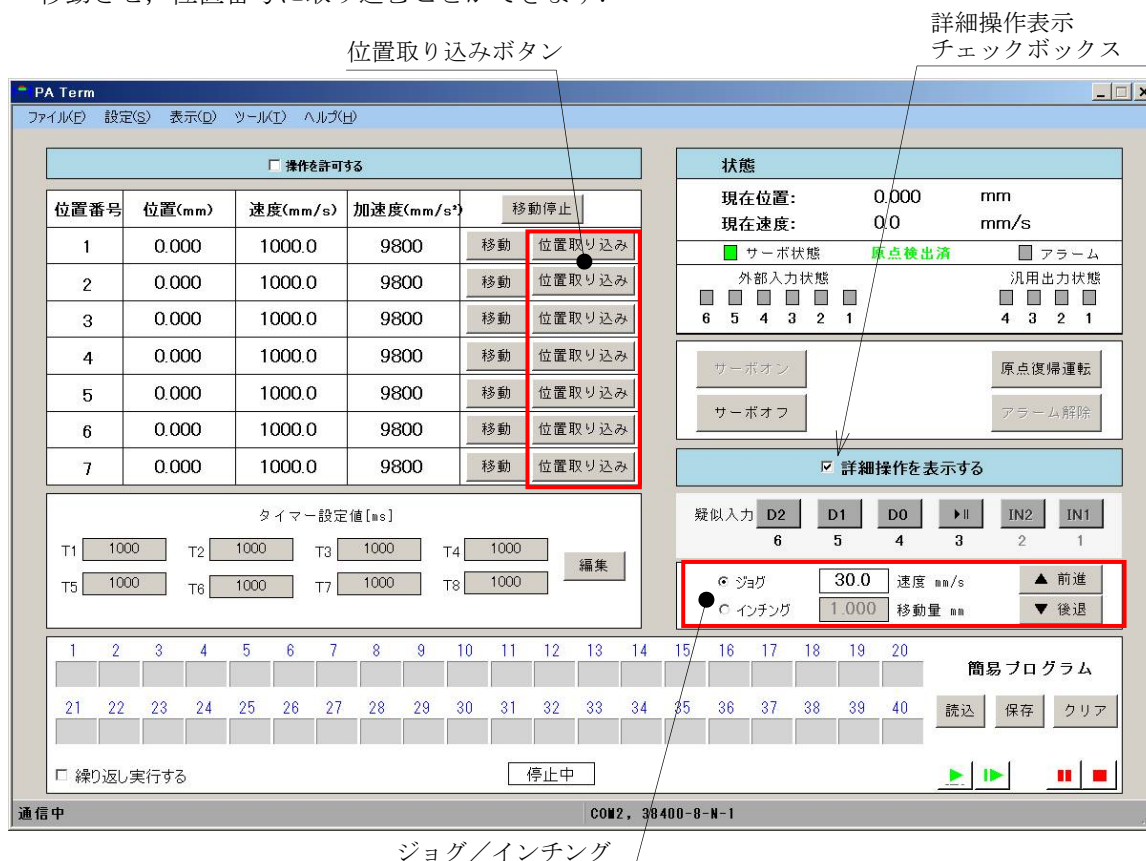 移動させ，位置番号に取り込むことができます．
詳細操作表示
チェックボックス
位置取り込みボタン
PA Term
ファイル(F) 設定(S) 表示(D) ツール(T) ヘルプ(H)
操作を許可する
位置番号 位置(mm) 速度(mm/s) 加速度(mm/s²) 移動停止
1 0.000 1000.0 9800 移動 位置取り込み
2 0.000 1000.0 9800 移動 位置取り込み
3 0.000 1000.0 9800 移動 位置取り込み
4 0.000 1000.0 9800 移動 位置取り込み
5 0.000 1000.0 9800 移動 位置取り込み
6 0.000 1000.0 9800 移動 位置取り込み
7 0.000 1000.0 9800 移動 位置取り込み
状態
現在位置: 0.000 mm
現在速度: 0.0 mm/s
サーボ状態 原点検出済 アラーム
外部入力状態 汎用出力状態
6 5 4 3 2 1 4 3 2 1
サーボオン 原点復帰運転
サーボオフ アラーム解除
詳細操作を表示する
タイマー設定値[ms]
T1 1000 T2 1000 T3 1000 T4 1000
T5 1000 T6 1000 T7 1000 T8 1000
編集
疑似入力 D2 D1 D0 IN2 IN1
6 5 4 3 2 1
ジョグ 30.0 速度 mm/s ▲ 前進
インチング 1.000 移動量 mm ▼ 後退
1 2 3 4 5 6 7 8 9 10 11 12 13 14 15 16 17 18 19 20
21 22 23 24 25 26 27 28 29 30 31 32 33 34 35 36 37 38 39 40
簡易プログラム
読込 保存 クリア
繰り返し実行する 停止中
通信中 COM2, 38400-8-N-1
ジョグ／インチング